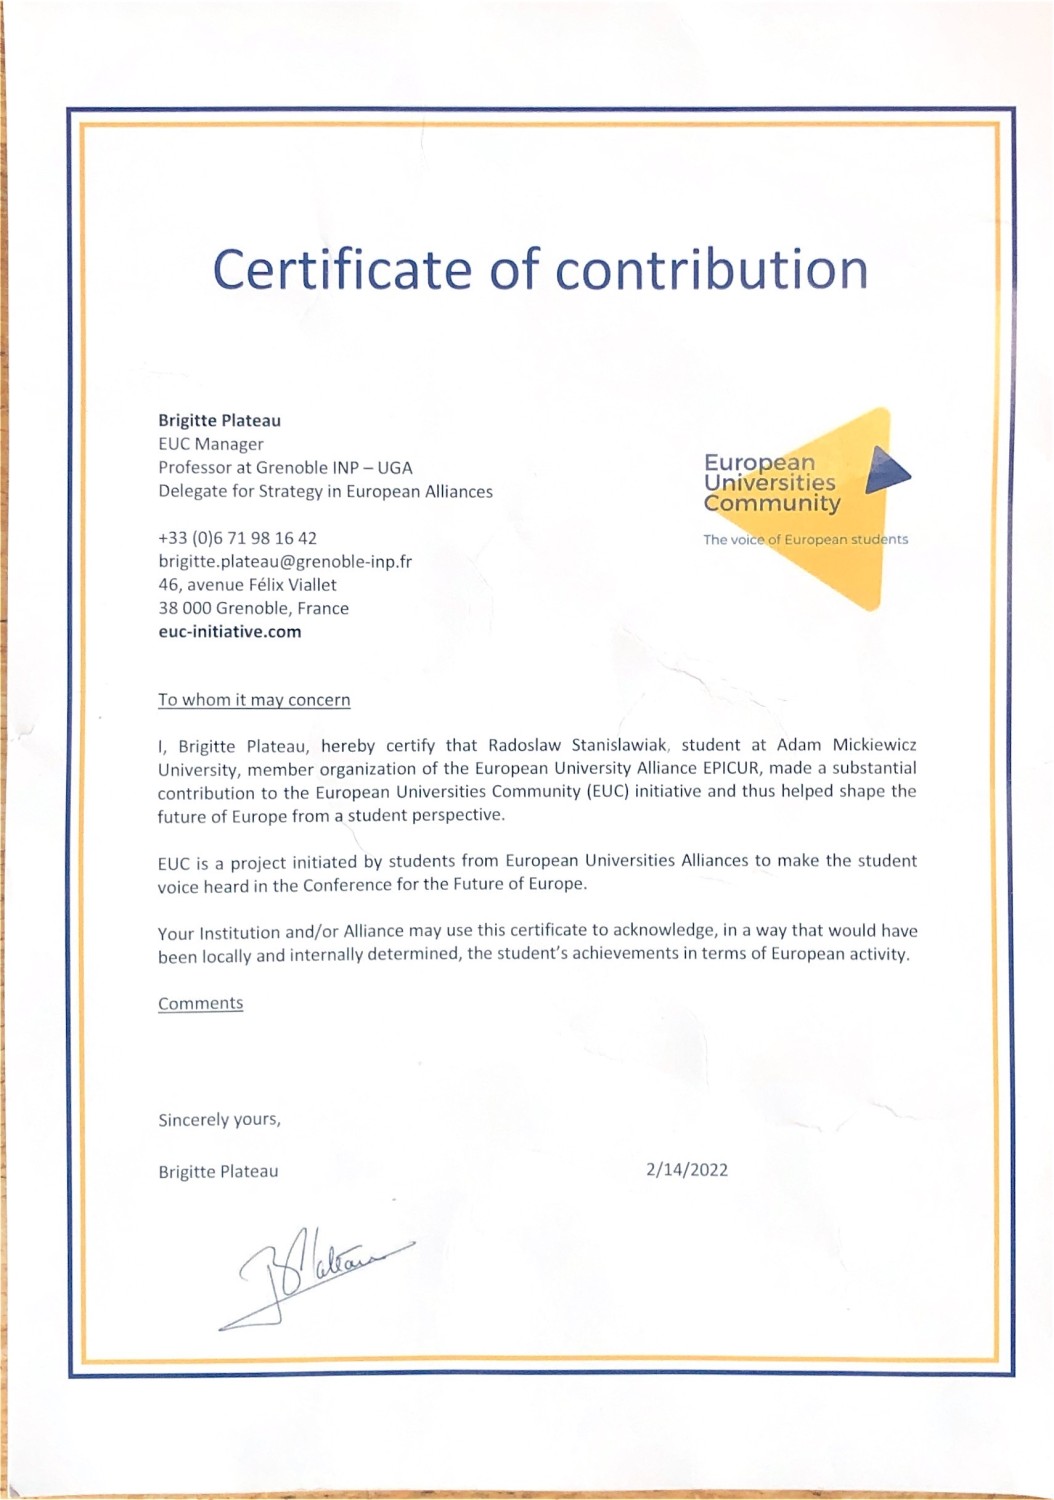 Certificate of contribution
Brigitte Plateau
EUC Manager
Professor at Grenoble INP – UGA
Delegate for Strategy in European Alliances
+33 (0)6 71 98 16 42
brigitte.plateau@grenoble-inp.fr
46, avenue Félix Viallet
38 000 Grenoble, France
euc-initiative.com
European
Universities
Community
The voice of European students
To whom it may concern
I, Brigitte Plateau, hereby certify that Radoslaw Stanislawiak, student at Adam Mickiewicz
University, member organization of the European University Alliance EPICUR, made a substantial
contribution to the European Universities Community (EUC) initiative and thus helped shape the
future of Europe from a student perspective.
EUC is a project initiated by students from European Universities Alliances to make the student
voice heard in the Conference for the Future of Europe.
Your Institution and/or Alliance may use this certificate to acknowledge, in a way that would have
been locally and internally determined, the student's achievements in terms of European activity.
Comments
Sincerely yours,
Brigitte Plateau
2/14/2022
BPlateau